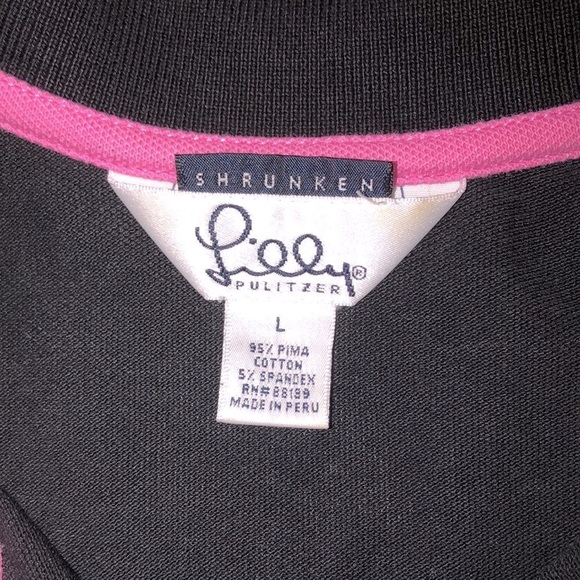 SHRUNKEN
Lilly®
PULITZER
L
95% PIMA
COTTON
5% SPANDEX
RN#88189
MADE IN PERU